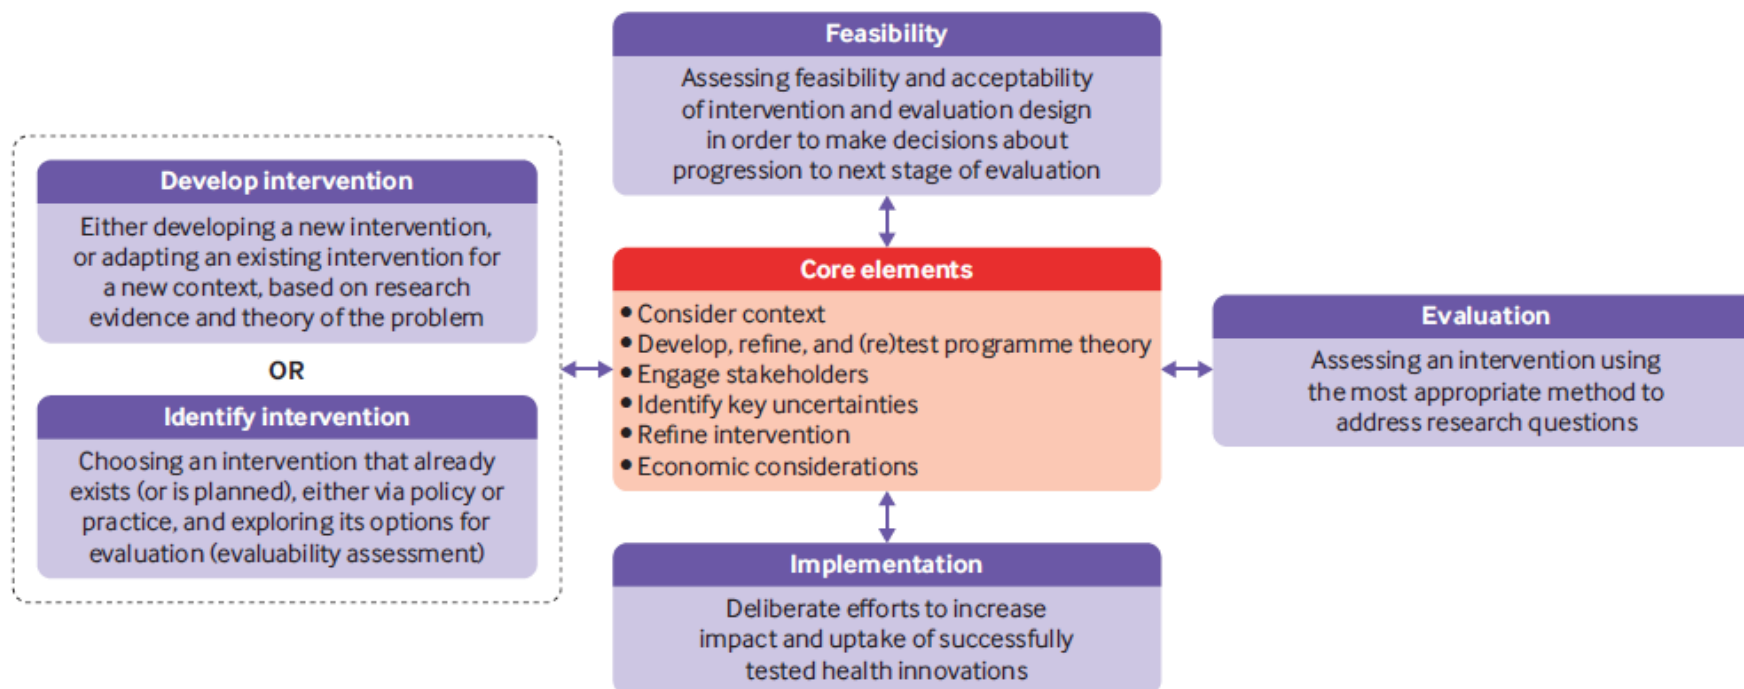 Feasibility
Assessing feasibility and acceptability
of intervention and evaluation design
in order to make decisions about
progression to next stage of evaluation
Develop intervention
Either developing a new intervention,
or adapting an existing intervention for
a new context, based on research
evidence and theory of the problem
OR
Identify intervention
Choosing an intervention that already
exists (or is planned), either via policy or
practice, and exploring its options for
evaluation (evaluability assessment)
Core elements
• Consider context
• Develop, refine, and (re)test programme theory
• Engage stakeholders
• Identify key uncertainties
• Refine intervention
• Economic considerations
Evaluation
Assessing an intervention using
the most appropriate method to
address research questions
Implementation
Deliberate efforts to increase
impact and uptake of successfully
tested health innovations